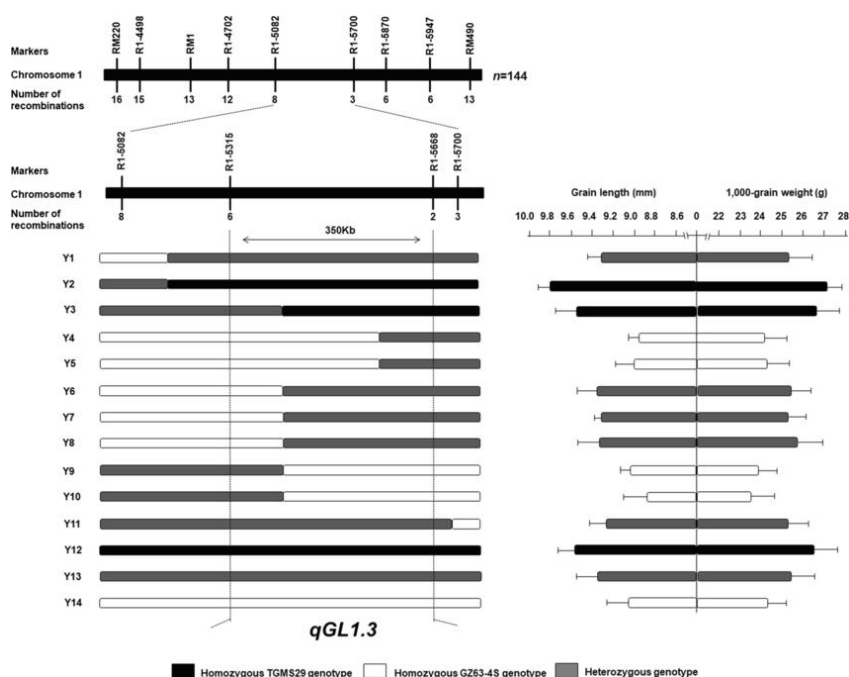 Markers RM220 R1-4498 RM1 R1-4702 R1-5082 R1-5700 R1-5870 R1-5947 RM490
Chromosome 1 n=144
Number of recombinations 16 15 13 12 8 3 6 6 13
Markers R1-5082 R1-5315 R1-5668 R1-5700
Chromosome 1 Grain length (mm) 1,000-grain weight (g)
Number of recombinations 8 6 2 3
10.0 9.8 9.6 9.4 9.0 8.8 8.6 0 22 23 24 25 26 27 28
350Kb
Y1
Y2
Y3
Y4
Y5
Y6
Y7
Y8
Y9
Y10
Y11
Y12
Y13
Y14
qGL1.3
Homozygous TGMS29 genotype Homozygous GZ63-4S genotype Heterozygous genotype